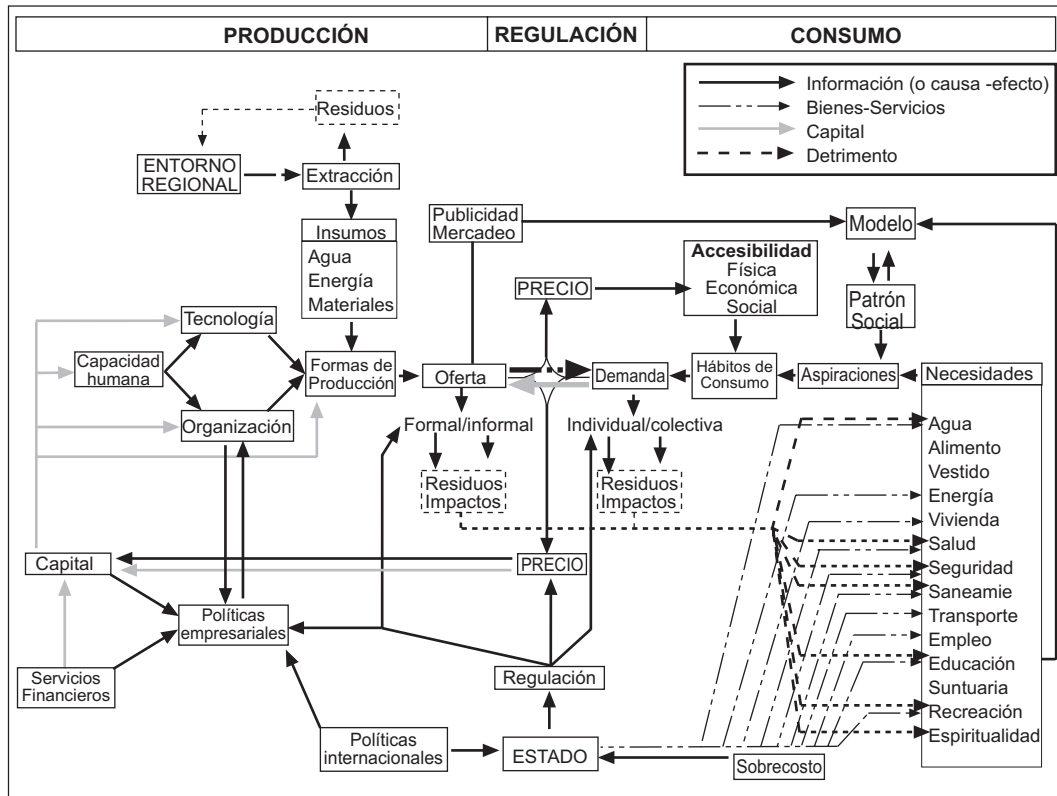 PRODUCCIÓN
REGULACIÓN
CONSUMO
Información (o causa -efecto)
Bienes-Servicios
Capital
Detrimento
Residuos
ENTORNO
REGIONAL
Extracción
Insumos
Agua
Energía
Materiales
Publicidad
Mercadeo
Modelo
Accesibilidad
Física
Económica
Social
PRECIO
Patrón
Social
Tecnología
Capacidad
humana
Organización
Formas de
Producción
Oferta
Demanda
Hábitos de
Consumo
Aspiraciones
Necesidades
Formal/informal
Individual/colectiva
Residuos
Impactos
Residuos
Impactos
Agua
Alimento
Vestido
Energía
Vivienda
Salud
Seguridad
Saneamie
Transporte
Empleo
Educación
Suntuaria
Recreación
Espiritualidad
Capital
PRECIO
Políticas
empresariales
Servicios
Financieros
Regulación
Políticas
internacionales
ESTADO
Sobrecosto